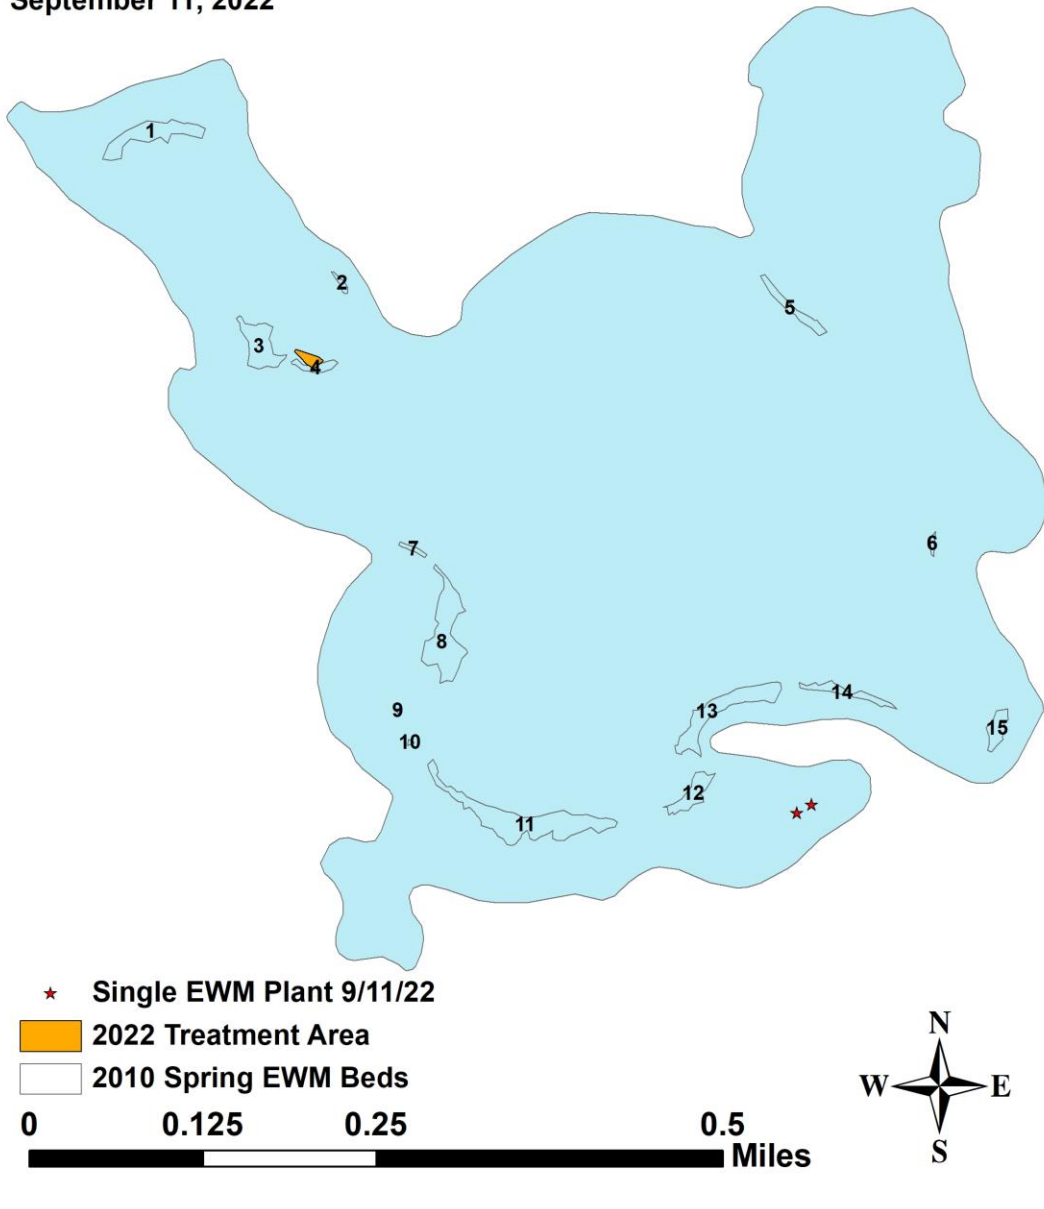 September 11, 2022
1
2
3
4
5
6
7
8
9
10
11
12
13
14
15
Single EWM Plant 9/11/22
2022 Treatment Area
2010 Spring EWM Beds
0 0.125 0.25 0.5
Miles
N
W E
S